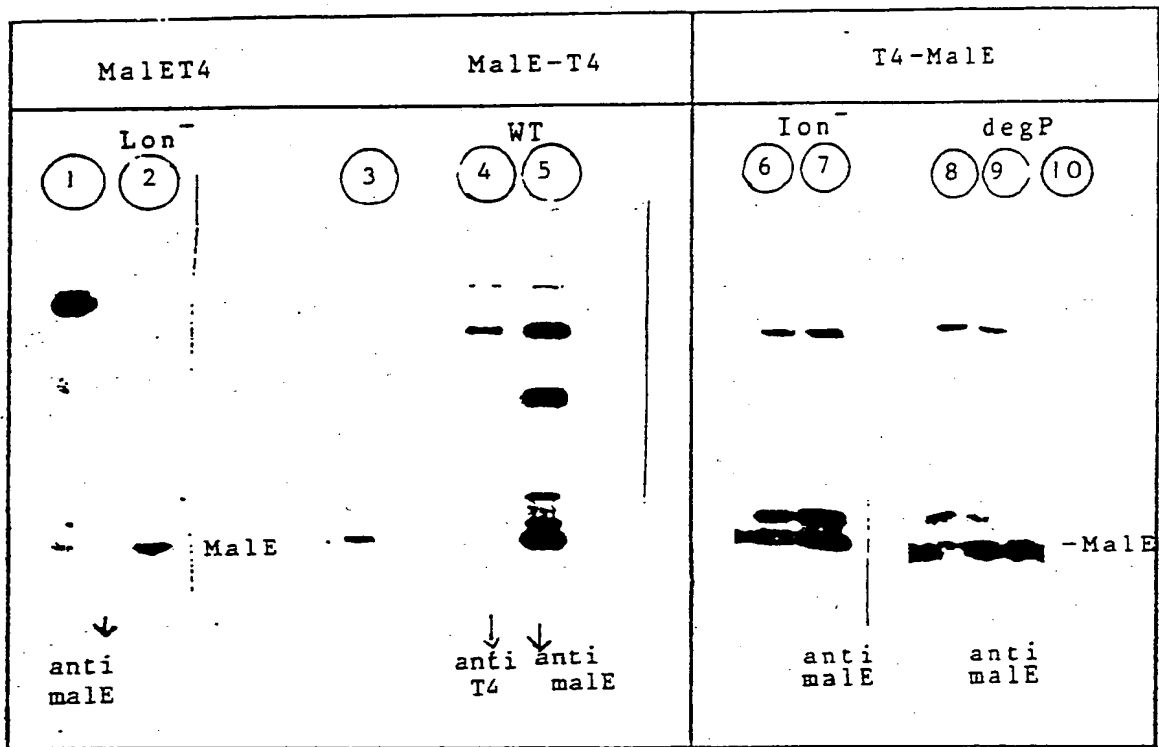 MalET4 MalE-T4 T4-MalE
Lon⁻ WT Ion⁻ degP
1 2 3 4 5 6 7 8 9 10
MalE
-MalE
anti malE
anti T4
anti malE
anti malE
anti malE